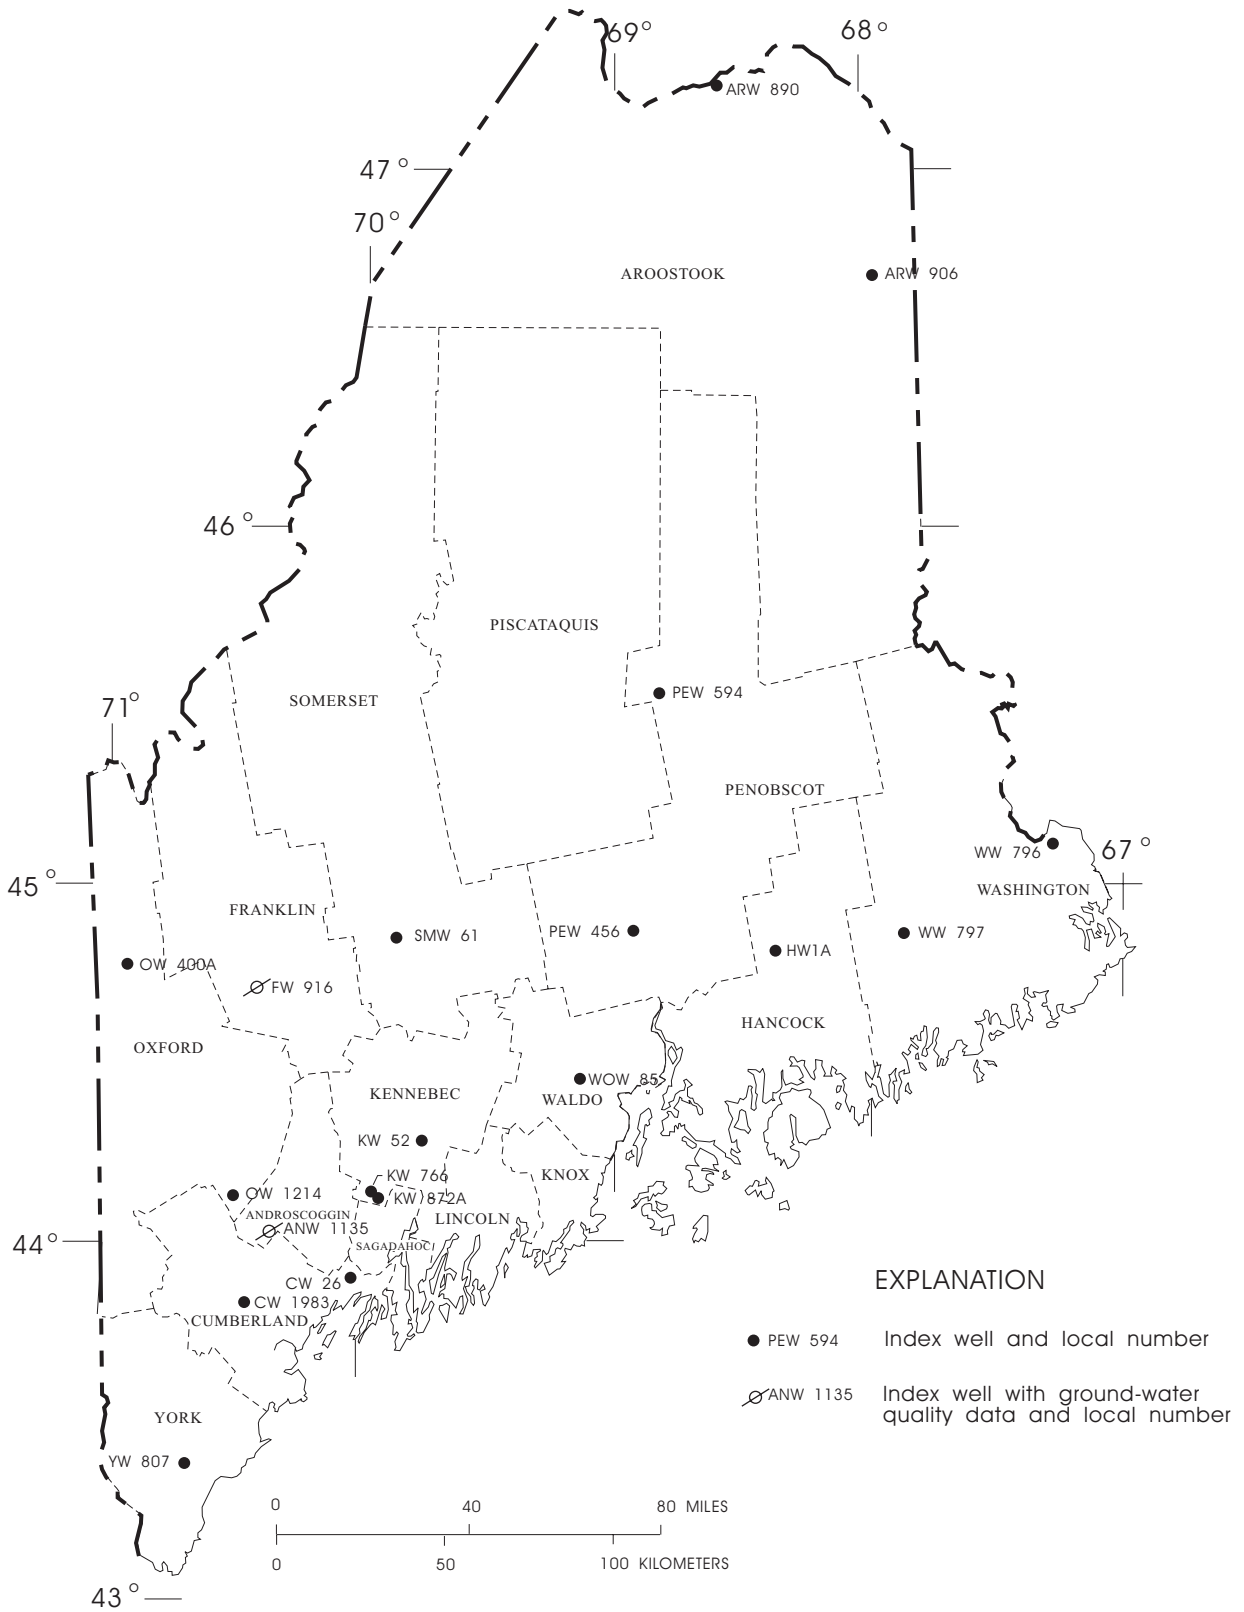 69°
68°
ARW 890
47°
70°
AROOSTOOK
ARW 906
46°
PISCATAQUIS
SOMERSET
PEW 594
71°
PENOBSCOT
WW 796
67°
45°
WASHINGTON
FRANKLIN
SMW 61
PEW 456
WW 797
HW1A
OW 400A
FW 916
HANCOCK
OXFORD
WOW 85
KENNEBEC
WALDO
KW 52
KNOX
KW 766
OW 1214
KW 872A
ANDROSCOGGIN
LINCOLN
ANW 1135
44°
SAGADAHOC
CW 26
CW 1983
CUMBERLAND
EXPLANATION
PEW 594 Index well and local number
ANW 1135 Index well with ground-water
quality data and local number
YORK
YW 807
0 40 80 MILES
0 50 100 KILOMETERS
43°